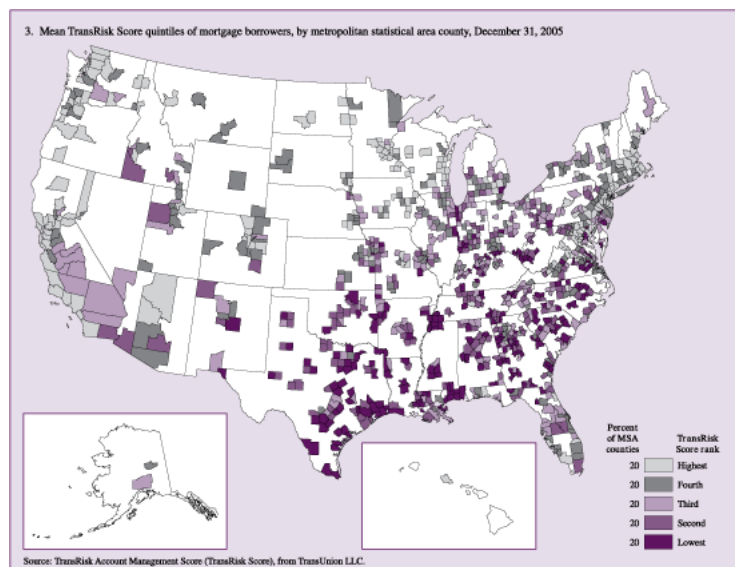 3. Mean TransRisk Score quintiles of mortgage borrowers, by metropolitan statistical area county, December 31, 2005
Percent of MSA counties
TransRisk Score rank
20 Highest
20 Fourth
20 Third
20 Second
20 Lowest
Source: TransRisk Account Management Score (TransRisk Score), from TransUnion LLC.